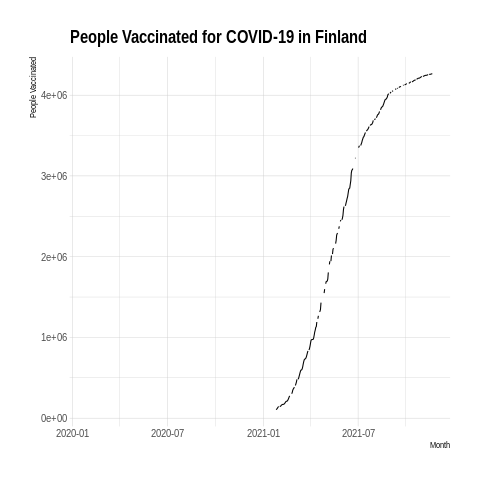 People Vaccinated for COVID-19 in Finland
People Vaccinated
4e+06
3e+06
2e+06
1e+06
0e+00
2020-01 2020-07 2021-01 2021-07
Month